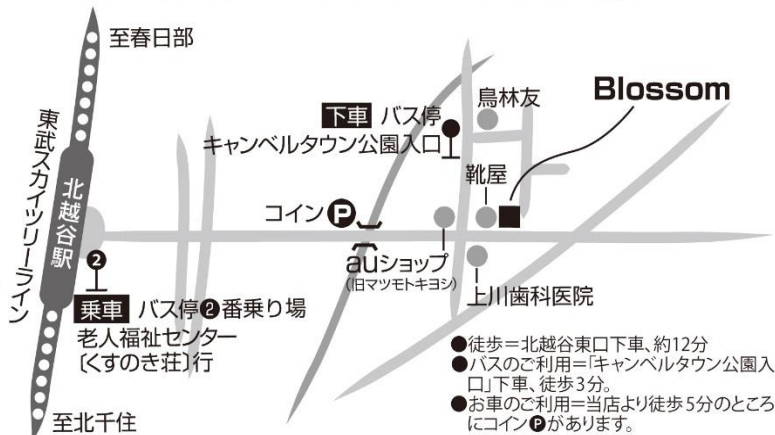 至春日部
東武スカイツリーライン
北越谷駅
❷
乗車 バス停❷番乗り場
老人福祉センター
〔くすのき荘〕行
至北千住
下車 バス停
キャンベルタウン公園入口
コインP
auショップ
(旧マツモトキヨシ)
鳥林友
靴屋
Blossom
上川歯科医院
●徒歩=北越谷東口下車、約12分
●バスのご利用=「キャンベルタウン公園入
口」下車、徒歩3分。
●お車のご利用=当店より徒歩5分のところ
にコインPがあります。